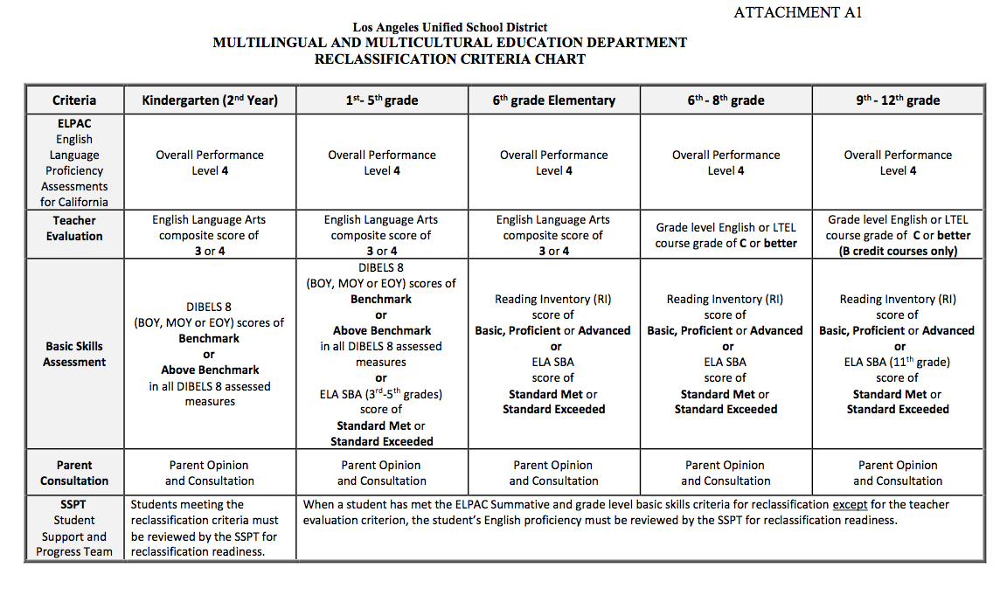 ATTACHMENT A1
Los Angeles Unified School District
MULTILINGUAL AND MULTICULTURAL EDUCATION DEPARTMENT
RECLASSIFICATION CRITERIA CHART
Criteria
Kindergarten (2nd Year)
1st- 5th grade
6th grade Elementary
6th - 8th grade
9th - 12th grade
ELPAC
English
Language
Proficiency
Assessments
for California
Overall Performance
Level 4
Overall Performance
Level 4
Overall Performance
Level 4
Overall Performance
Level 4
Overall Performance
Level 4
Teacher
Evaluation
English Language Arts
composite score of
3 or 4
English Language Arts
composite score of
3 or 4
English Language Arts
composite score of
3 or 4
Grade level English or LTEL
course grade of C or better
Grade level English or LTEL
course grade of C or better
(B credit courses only)
Basic Skills
Assessment
DIBELS 8
(BOY, MOY or EOY) scores of
Benchmark
or
Above Benchmark
in all DIBELS 8 assessed
measures
DIBELS 8
(BOY, MOY or EOY) scores of
Benchmark
or
Above Benchmark
in all DIBELS 8 assessed
measures
or
ELA SBA (3rd-5th grades)
score of
Standard Met or
Standard Exceeded
Reading Inventory (RI)
score of
Basic, Proficient or Advanced
or
ELA SBA
score of
Standard Met or
Standard Exceeded
Reading Inventory (RI)
score of
Basic, Proficient or Advanced
or
ELA SBA
score of
Standard Met or
Standard Exceeded
Reading Inventory (RI)
score of
Basic, Proficient or Advanced
or
ELA SBA (11th grade)
score of
Standard Met or
Standard Exceeded
Parent
Consultation
Parent Opinion
and Consultation
Parent Opinion
and Consultation
Parent Opinion
and Consultation
Parent Opinion
and Consultation
Parent Opinion
and Consultation
SSPT
Student
Support and
Progress Team
Students meeting the
reclassification criteria must
be reviewed by the SSPT for
reclassification readiness.
When a student has met the ELPAC Summative and grade level basic skills criteria for reclassification except for the teacher
evaluation criterion, the student's English proficiency must be reviewed by the SSPT for reclassification readiness.